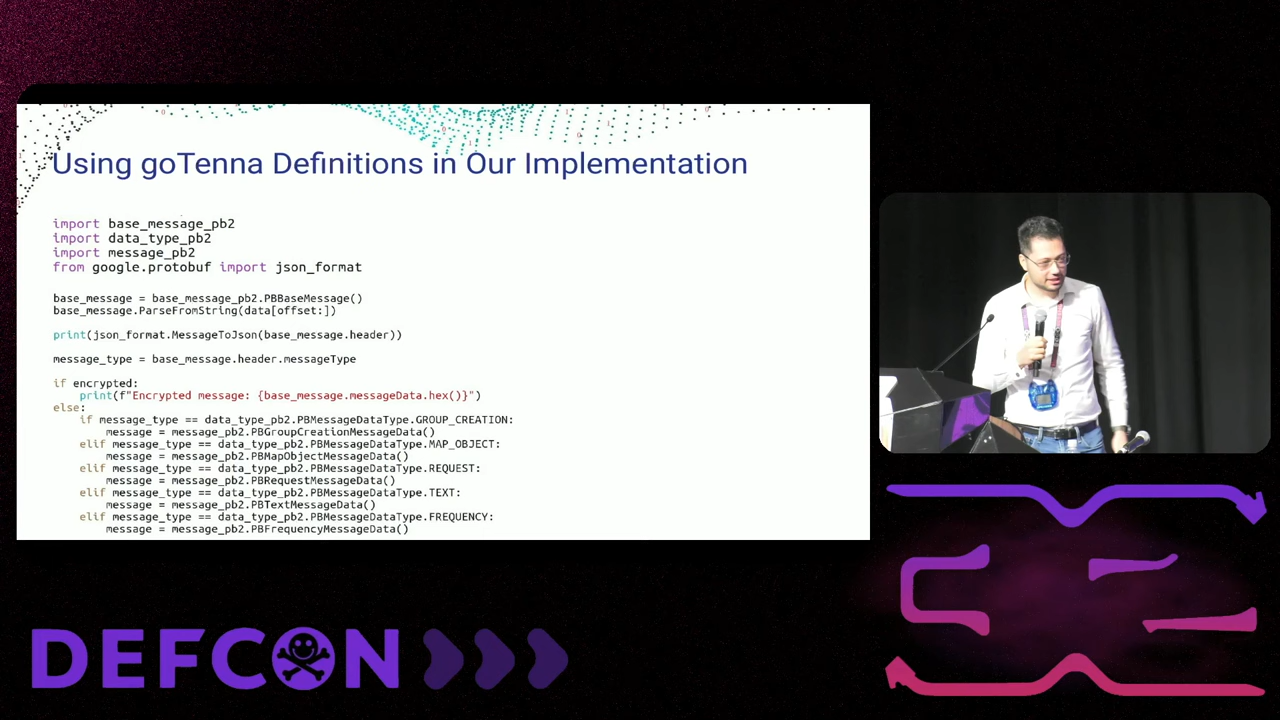 Using goTenna Definitions in Our Implementation
import base_message_pb2
import data_type_pb2
import message_pb2
from google.protobuf import json_format
base_message = base_message_pb2.PBBaseMessage()
base_message.ParseFromString(data[offset:])
print(json_format.MessageToJson(base_message.header))
message_type = base_message.header.messageType
if encrypted:
    print(f"Encrypted message: {base_message.messageData.hex()}")
else:
    if message_type == data_type_pb2.PBMessageDataType.GROUP_CREATION:
        message = message_pb2.PBGroupCreationMessageData()
    elif message_type == data_type_pb2.PBMessageDataType.MAP_OBJECT:
        message = message_pb2.PBMapObjectMessageData()
    elif message_type == data_type_pb2.PBMessageDataType.REQUEST:
        message = message_pb2.PBRequestMessageData()
    elif message_type == data_type_pb2.PBMessageDataType.TEXT:
        message = message_pb2.PBTextMessageData()
    elif message_type == data_type_pb2.PBMessageDataType.FREQUENCY:
        message = message_pb2.PBFrequencyMessageData()
DEFCON